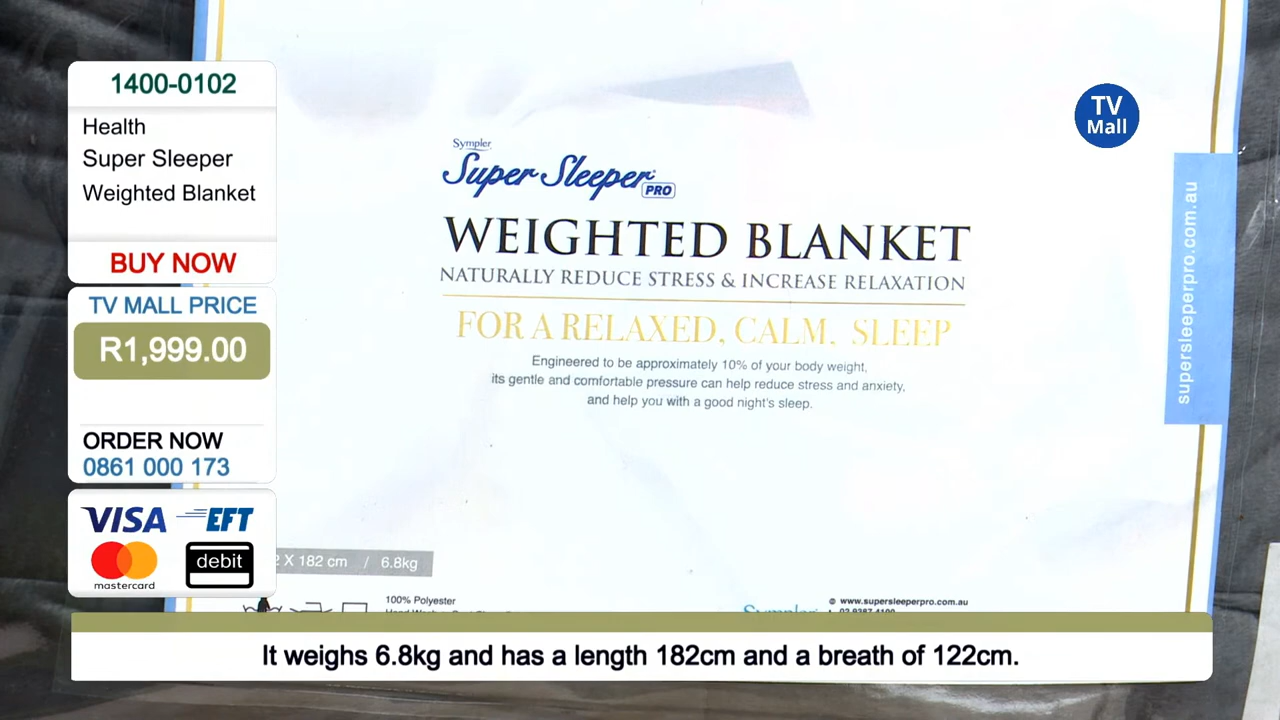 1400-0102
Health
Super Sleeper
Weighted Blanket
BUY NOW
TV MALL PRICE
R1,999.00
ORDER NOW
0861 000 173
VISA EFT
mastercard debit
TV
Mall
Sympler
Super Sleeper PRO
WEIGHTED BLANKET
NATURALLY REDUCE STRESS & INCREASE RELAXATION
FOR A RELAXED, CALM, SLEEP
Engineered to be approximately 10% of your body weight,
its gentle and comfortable pressure can help reduce stress and anxiety,
and help you with a good night's sleep.
supersleeperpro.com.au
2 X 182 cm / 6.8kg
100% Polyester
Sympler
www.supersleeperpro.com.au
It weighs 6.8kg and has a length 182cm and a breath of 122cm.